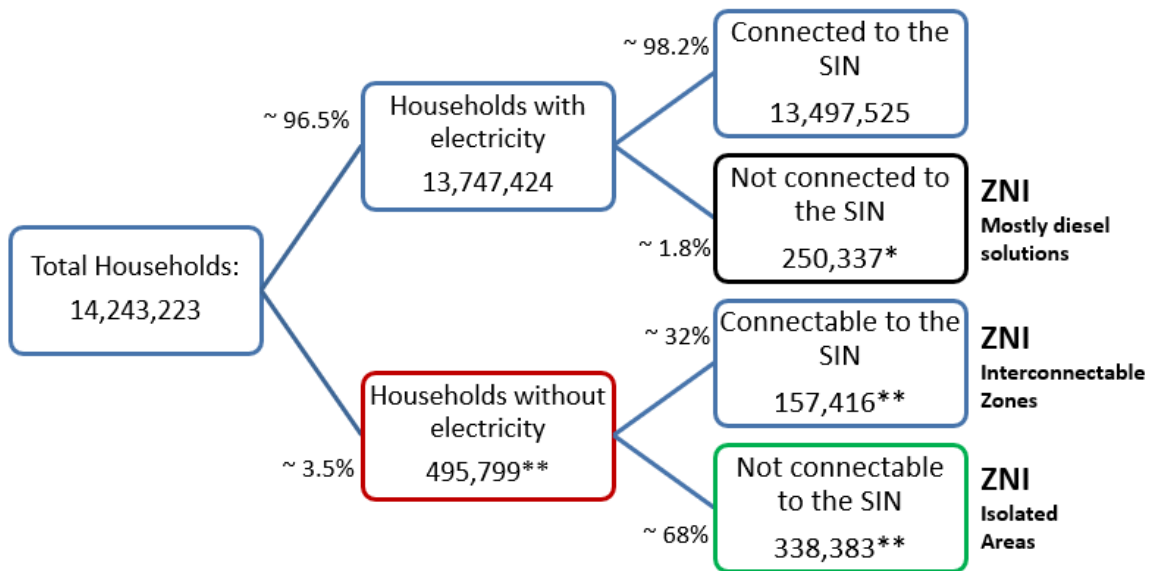 Total Households:
14,243,223
~ 96.5%
Households with
electricity
13,747,424
~ 3.5%
Households without
electricity
495,799**
~ 98.2%
Connected to the
SIN
13,497,525
~ 1.8%
Not connected to
the SIN
250,337*
ZNI
Mostly diesel
solutions
~ 32%
Connectable to the
SIN
157,416**
ZNI
Interconnectable
Zones
~ 68%
Not connectable
to the SIN
338,383**
ZNI
Isolated
Areas